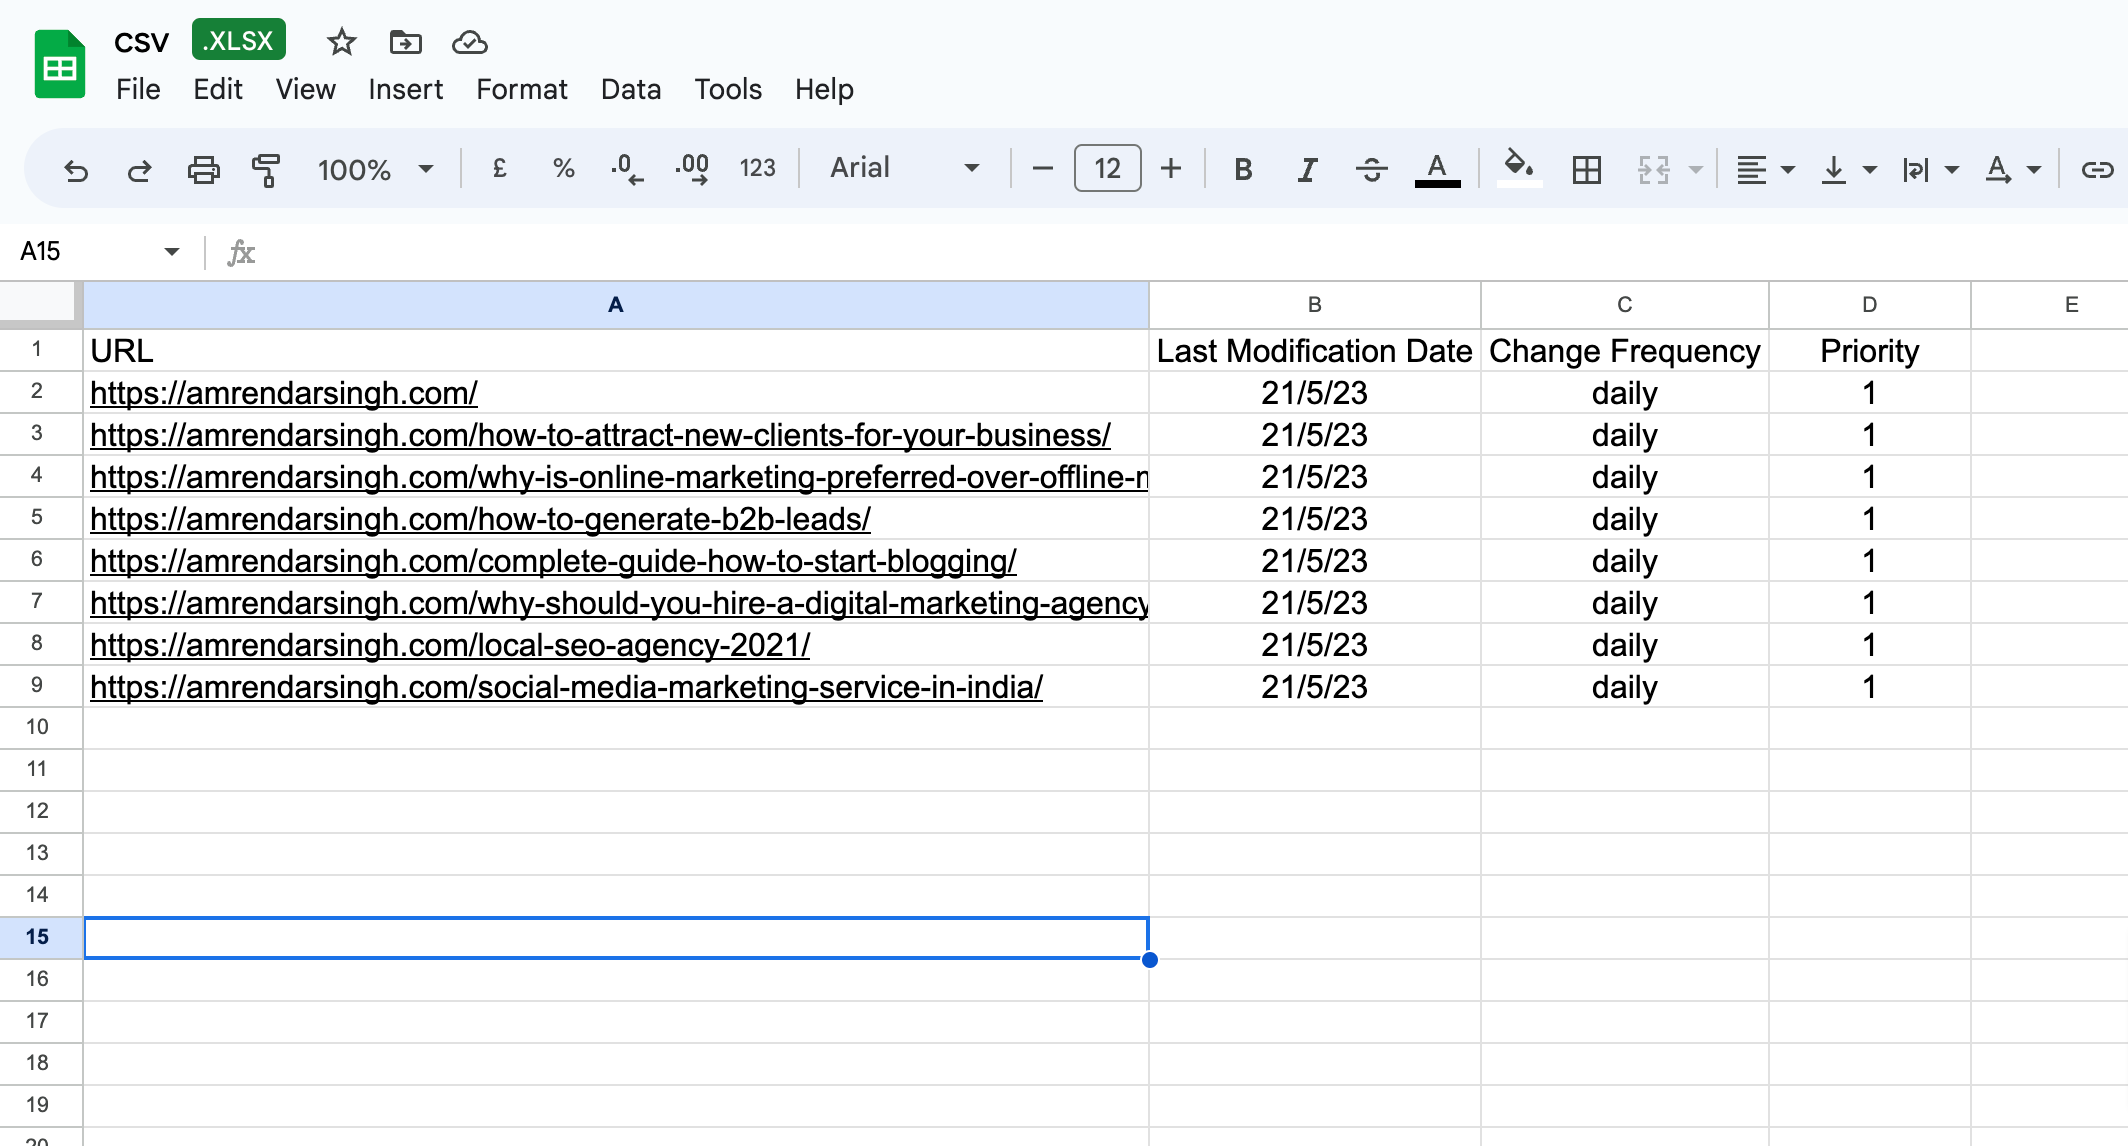 CSV .XLSX
File Edit View Insert Format Data Tools Help
100% £ % .0 .00 123 Arial 12 B I S A A
A15 fx
A B C D E
1 URL Last Modification Date Change Frequency Priority
2 https://amrendarsingh.com/ 21/5/23 daily 1
3 https://amrendarsingh.com/how-to-attract-new-clients-for-your-business/ 21/5/23 daily 1
4 https://amrendarsingh.com/why-is-online-marketing-preferred-over-offline- 21/5/23 daily 1
5 https://amrendarsingh.com/how-to-generate-b2b-leads/ 21/5/23 daily 1
6 https://amrendarsingh.com/complete-guide-how-to-start-blogging/ 21/5/23 daily 1
7 https://amrendarsingh.com/why-should-you-hire-a-digital-marketing-agency 21/5/23 daily 1
8 https://amrendarsingh.com/local-seo-agency-2021/ 21/5/23 daily 1
9 https://amrendarsingh.com/social-media-marketing-service-in-india/ 21/5/23 daily 1
10
11
12
13
14
15
16
17
18
19
20